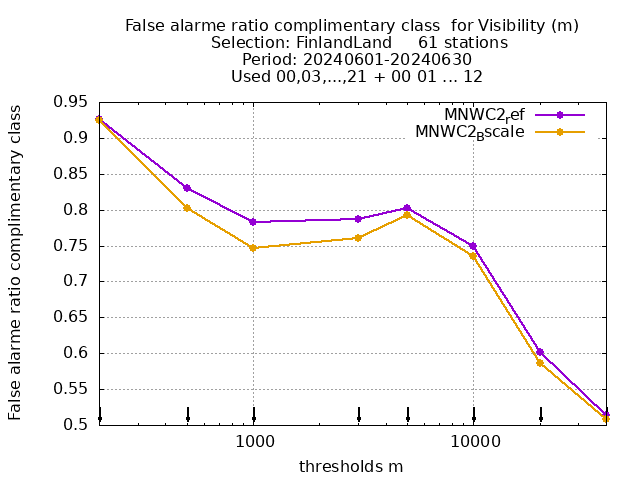 False alarme ratio complimentary class  for Visibility (m)
Selection: FinlandLand     61 stations
Period: 20240601-20240630
Used 00,03,...,21 + 00 01 ... 12
MNWC2ref
MNWC2Bscale
False alarme ratio complimentary class
0.95
0.9
0.85
0.8
0.75
0.7
0.65
0.6
0.55
0.5
1000
10000
thresholds m